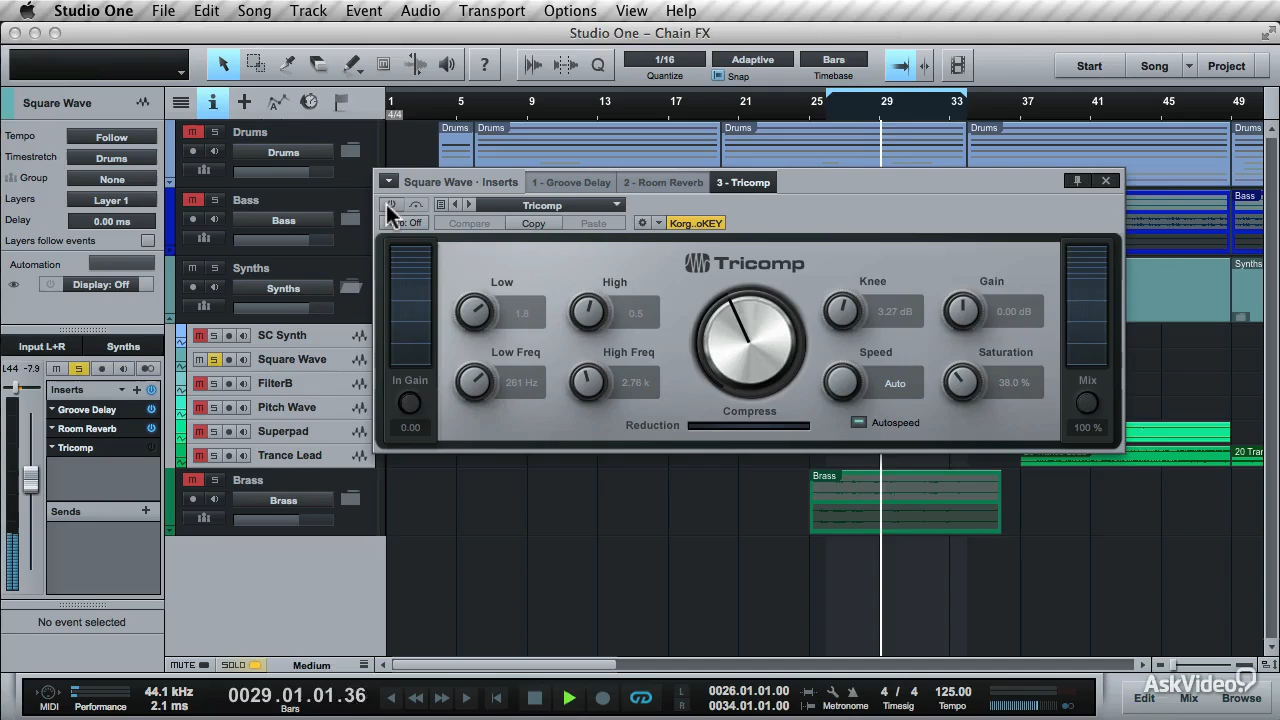 Studio One File Edit Song Track Event Audio Transport Options View Help
Studio One – Chain FX
1/16 Adaptive Bars
Quantize Snap Timebase
? Q Start Song Project
Square Wave
1 5 9 13 17 21 25 29 33 37 41 45 49
4/4
Tempo Follow
Timestretch Drums
Group None
Layers Layer 1
Delay 0.00 ms
Layers follow events
Automation
Display: Off
Input L+R Synths
L44 -7.9 M S
Inserts +
Groove Delay
Room Reverb
Tricomp
Sends +
No event selected
M S Drums
Drums
M S Bass
Bass
M S Synths
Synths
M S SC Synth
M S Square Wave
M S FilterB
M S Pitch Wave
M S Superpad
M S Trance Lead
M S Brass
Brass
Drums Drums Drums Drums Drums
Bass
Synths
Brass
Square Wave · Inserts 1 - Groove Delay 2 - Room Reverb 3 - Tricomp
Tricomp
Off Compare Copy Paste Korg..oKEY
Tricomp
Low High Knee Gain
1.8 0.5 3.27 dB 0.00 dB
Low Freq High Freq Speed Saturation
261 Hz 2.76 k Auto 38.0 %
In Gain Mix
0.00 100 %
Compress
Reduction
Autospeed
MUTE SOLO Medium
MIDI Performance
44.1 kHz
2.1 ms
0029.01.01.36
Bars
L 0026.01.01.00
R 0034.01.01.00
Metronome
4 / 4
Timesig
125.00
Tempo
Edit Mix Browse
AskVideo